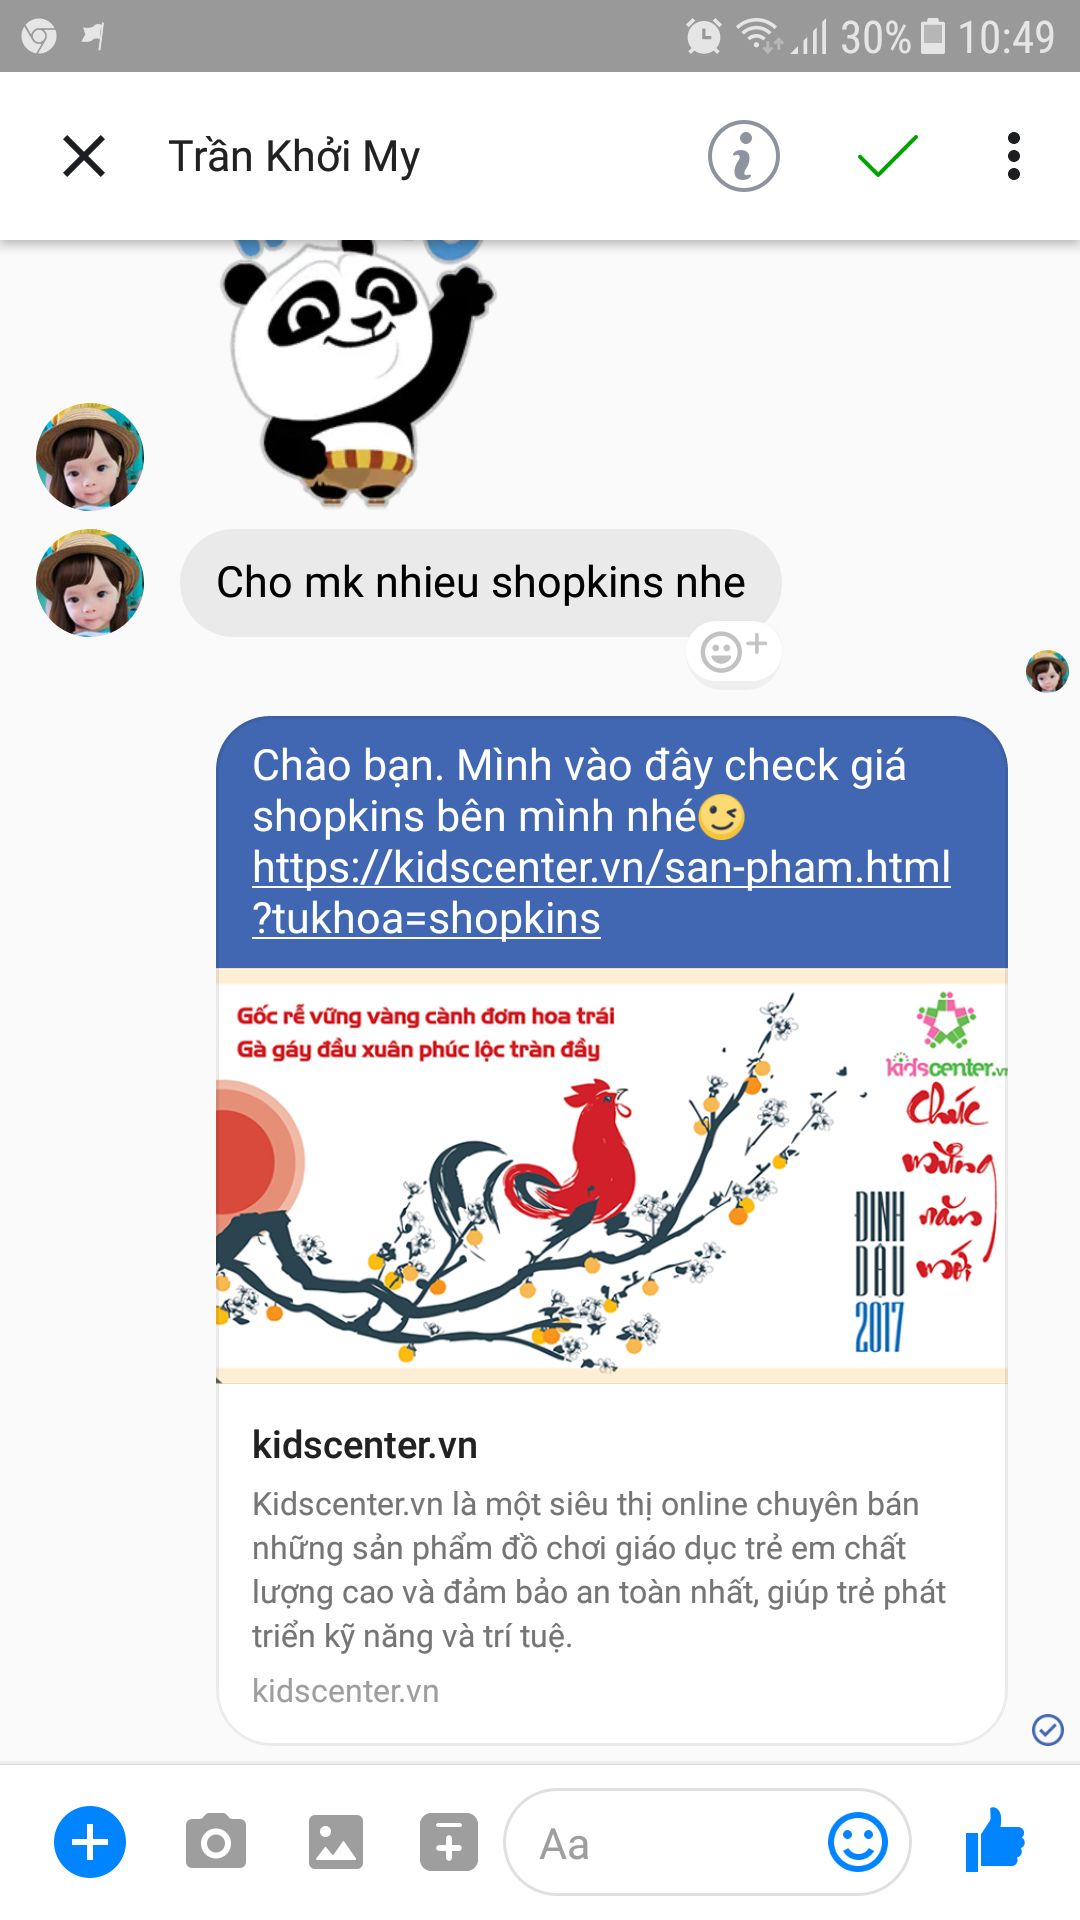 30% 10:49
Trần Khởi My
Cho mk nhieu shopkins nhe
Chào bạn. Mình vào đây check giá
shopkins bên mình nhé😉
https://kidscenter.vn/san-pham.html
?tukhoa=shopkins
Gốc rễ vững vàng cành đơm hoa trái
Gà gáy đầu xuân phúc lộc tràn đầy
kidscenter.vn
Chúc
mừng
năm
mới
ĐINH
DẬU
2017
kidscenter.vn
Kidscenter.vn là một siêu thị online chuyên bán
những sản phẩm đồ chơi giáo dục trẻ em chất
lượng cao và đảm bảo an toàn nhất, giúp trẻ phát
triển kỹ năng và trí tuệ.
kidscenter.vn
Aa